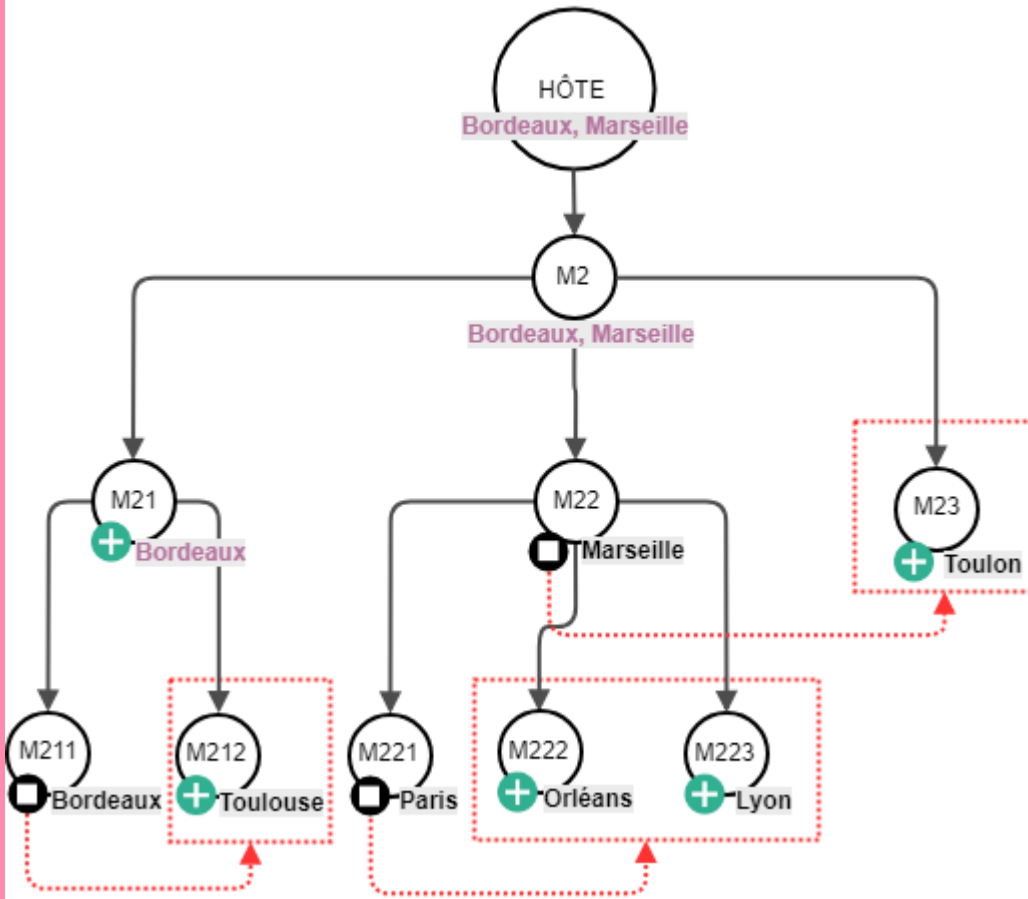 HÔTE
Bordeaux, Marseille
M2
Bordeaux, Marseille
M21
Bordeaux
M22
Marseille
M23
Toulon
M211
Bordeaux
M212
Toulouse
M221
Paris
M222
Orléans
M223
Lyon